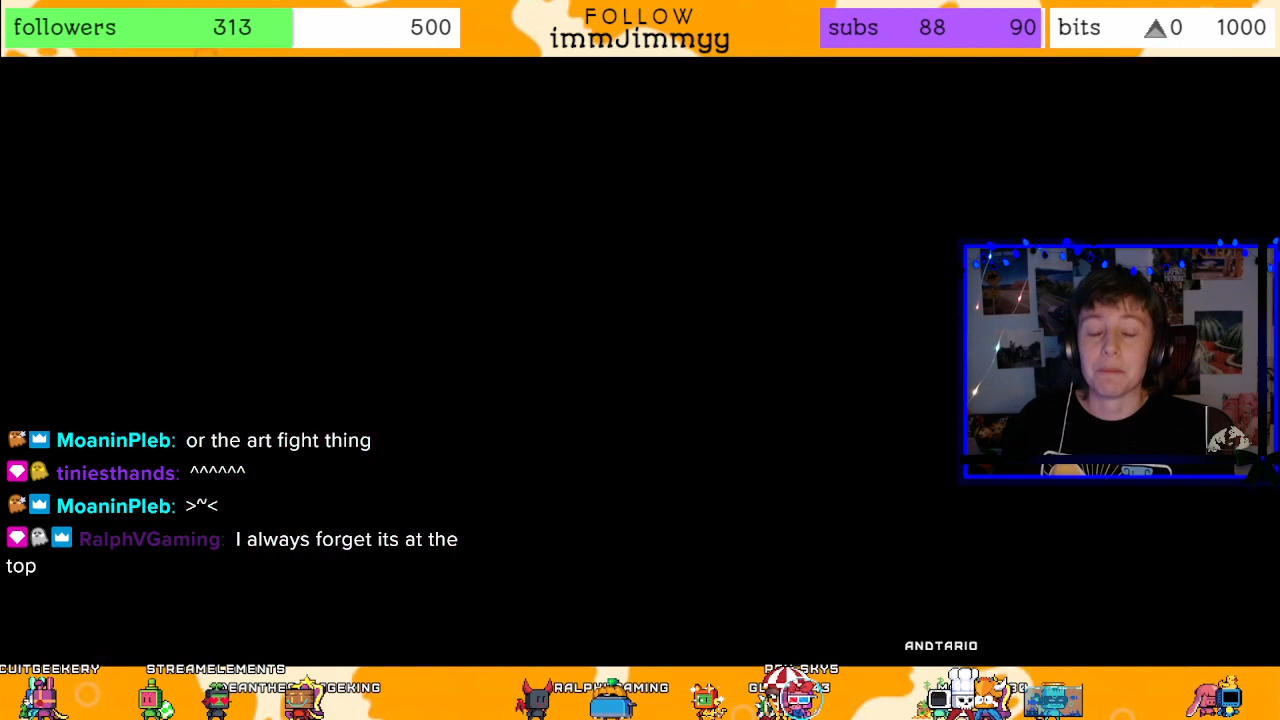 followers 313 500
FOLLOW
immJimmyy
subs 88 90
bits 0 1000
MoaninPleb: or the art fight thing
tiniesthands: ^^^^^^
MoaninPleb: >~<
RalphVGaming: I always forget its at the
top
ANDTARIO
CUITGEEKERY STREAMELEMENTS